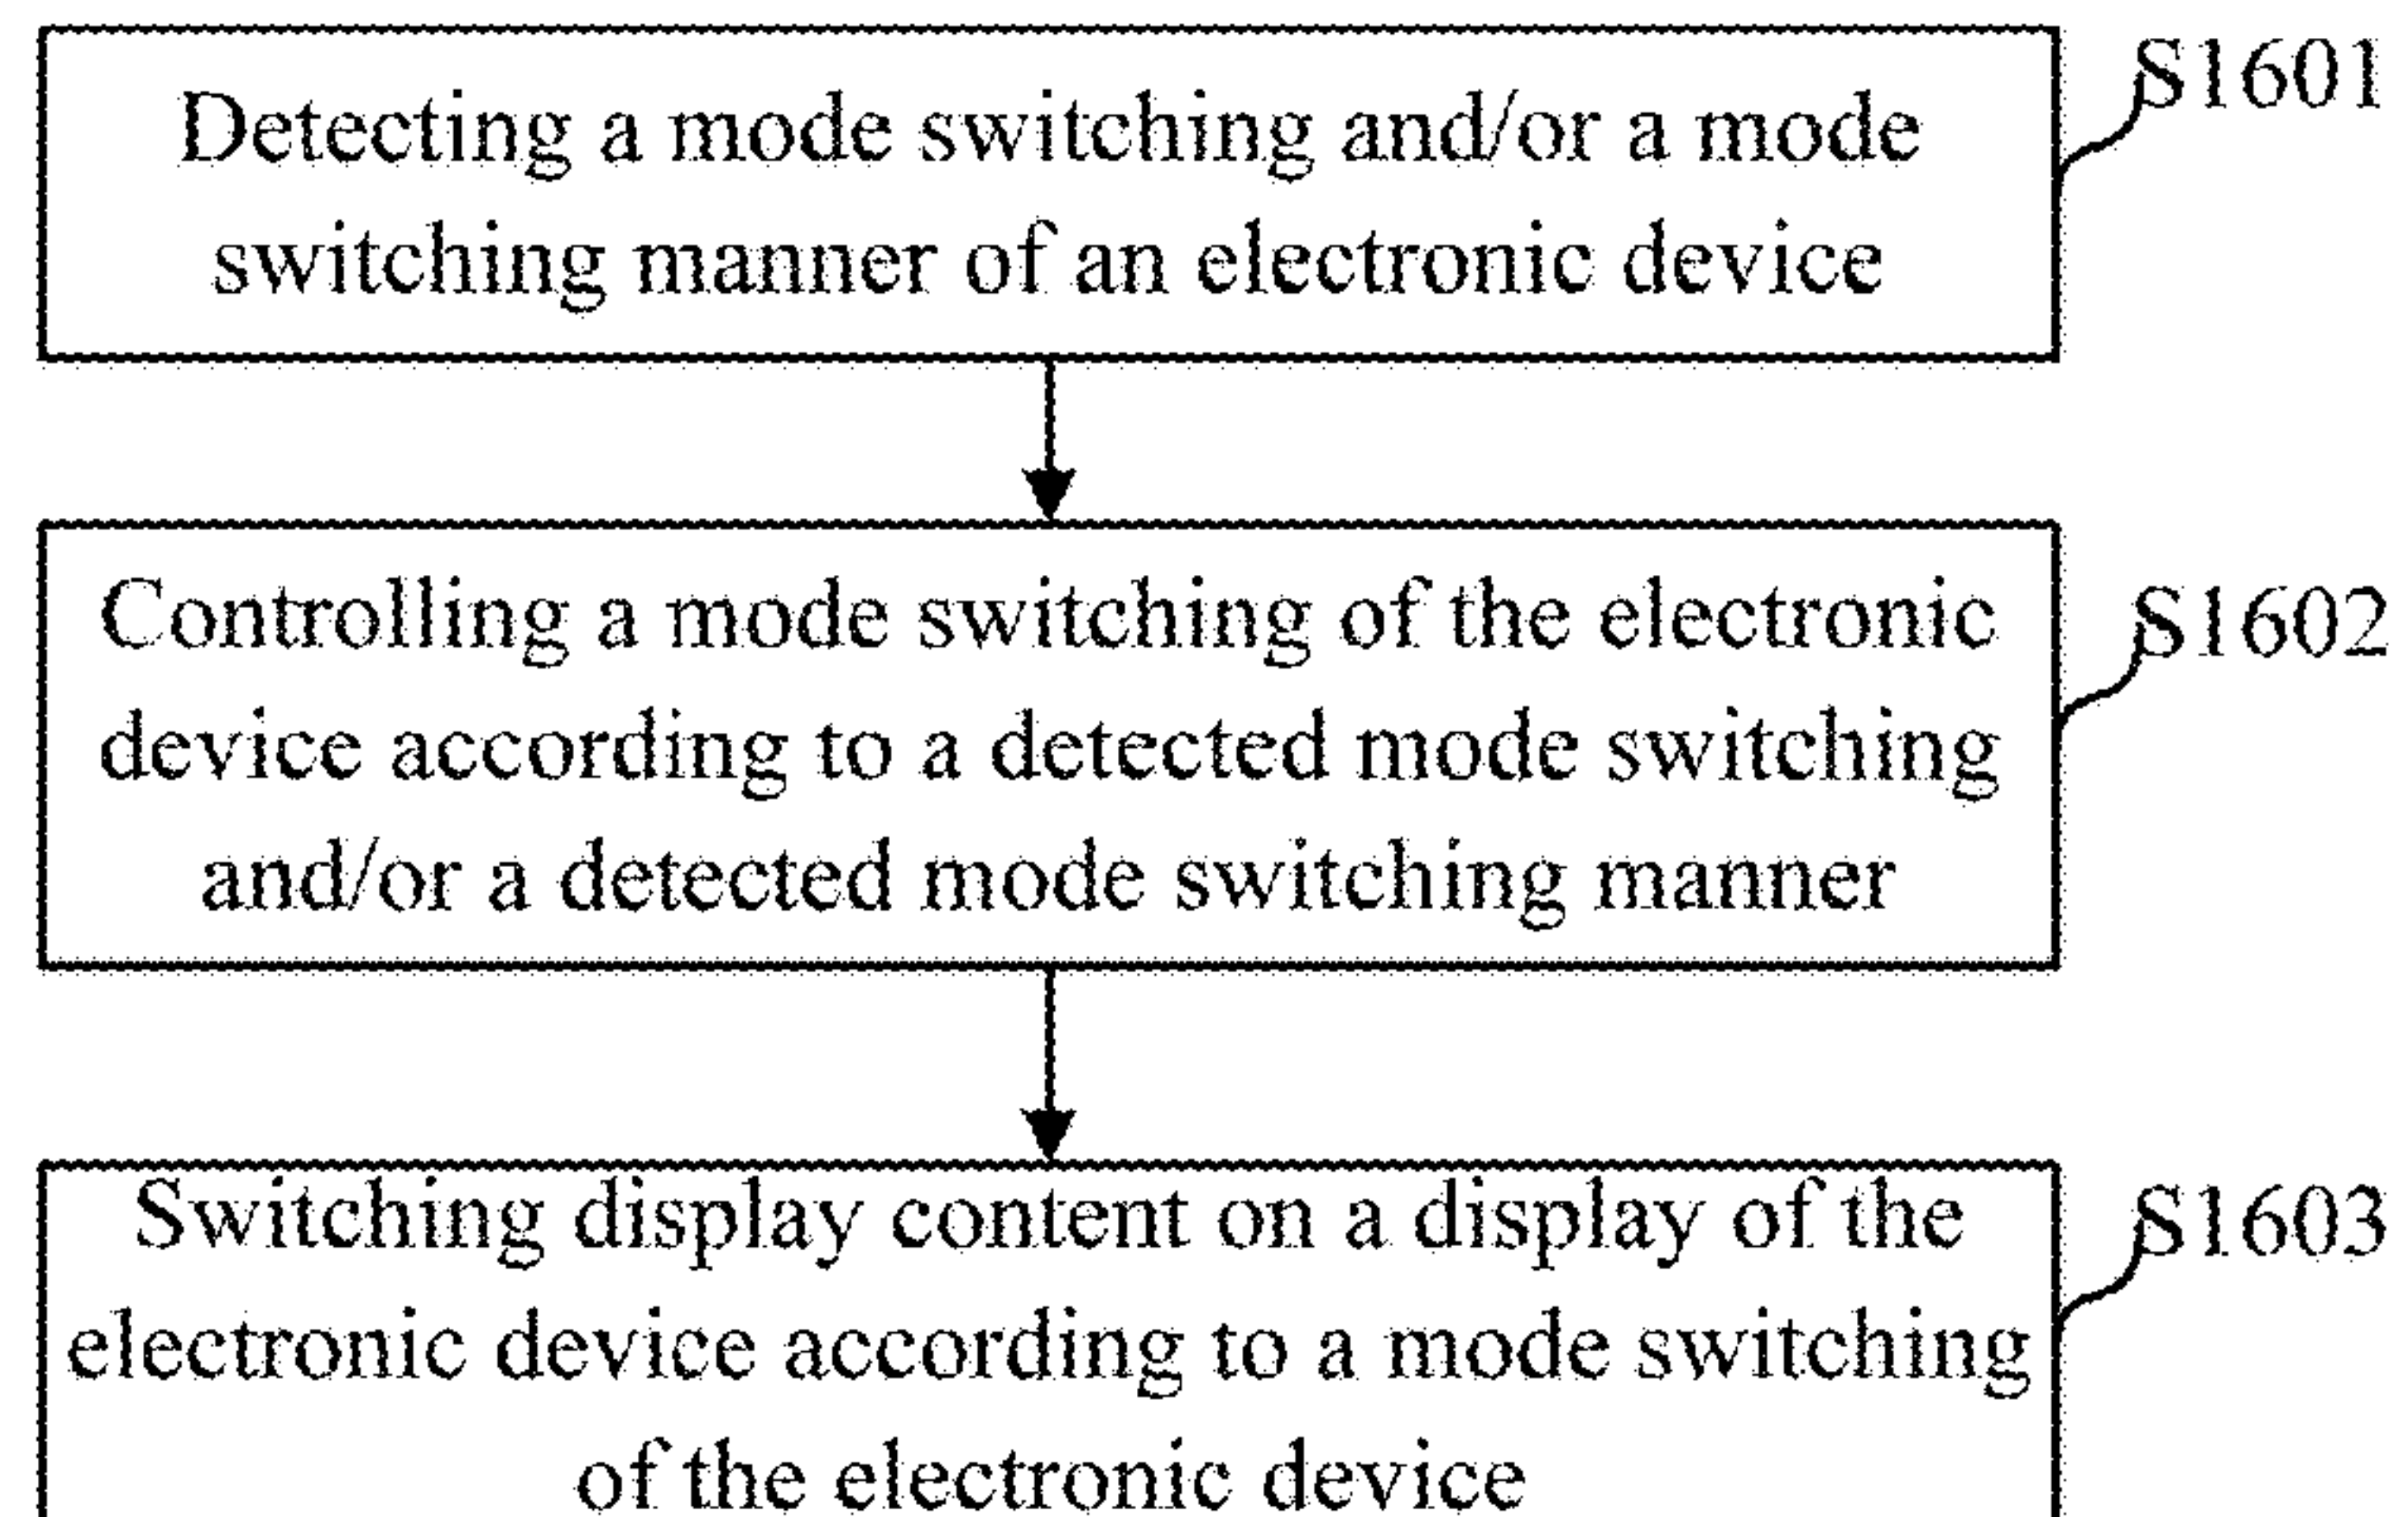 Detecting a mode switching and/or a mode
switching manner of an electronic device
S1601
Controlling a mode switching of the electronic
device according to a detected mode switching
and/or a detected mode switching manner
S1602
Switching display content on a display of the
electronic device according to a mode switching
of the electronic device
S1603